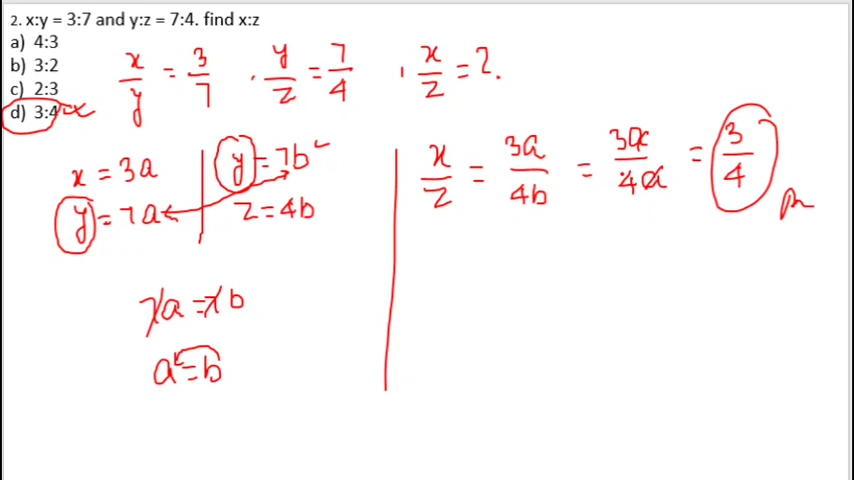 2. x:y = 3:7 and y:z = 7:4. find x:z
a) 4:3
b) 3:2
c) 2:3
d) 3:4
x/y = 3/7 , y/z = 7/4 , x/z = ?.
x = 3a
y = 7a
y = 7b
z = 4b
7a = 7b
a = b
x/z = 3a/4b = 3a/4a = 3/4